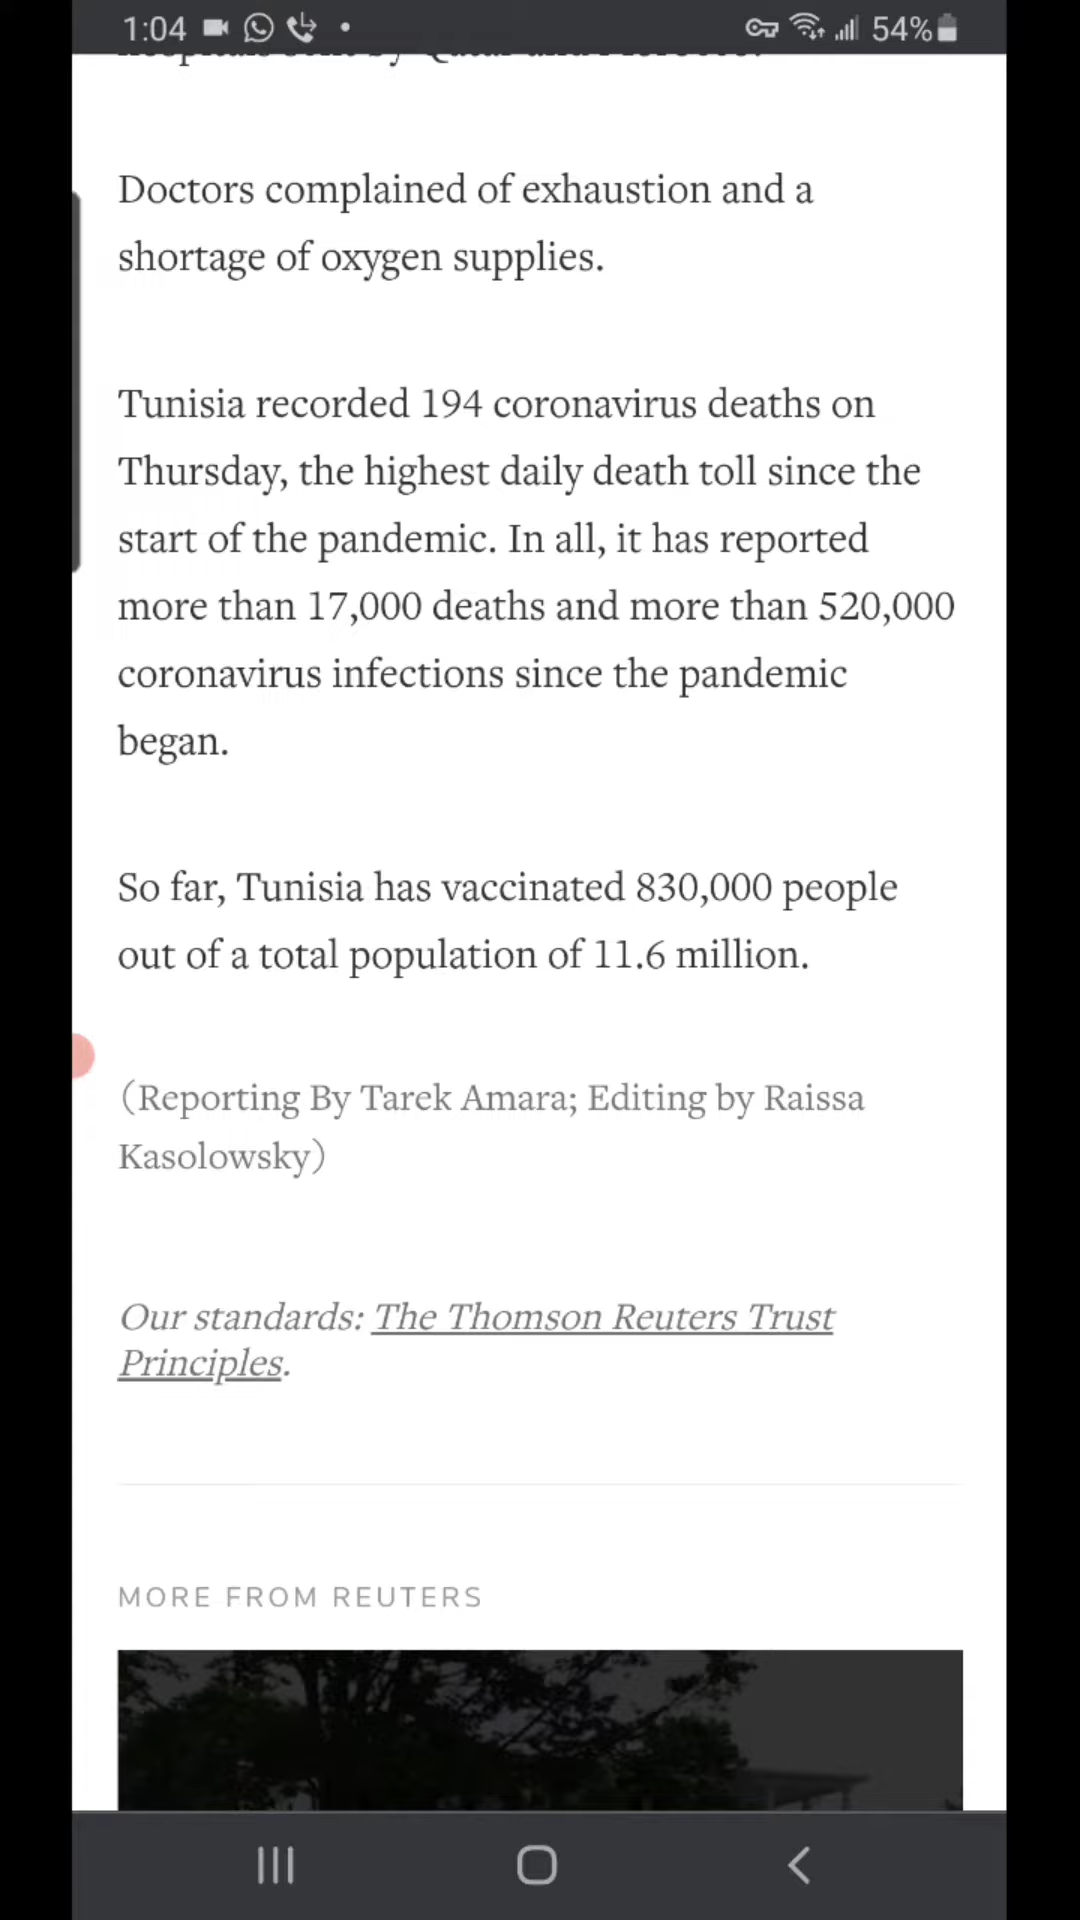 1:04
54%
Doctors complained of exhaustion and a
shortage of oxygen supplies.
Tunisia recorded 194 coronavirus deaths on
Thursday, the highest daily death toll since the
start of the pandemic. In all, it has reported
more than 17,000 deaths and more than 520,000
coronavirus infections since the pandemic
began.
So far, Tunisia has vaccinated 830,000 people
out of a total population of 11.6 million.
(Reporting By Tarek Amara; Editing by Raissa
Kasolowsky)
Our standards: The Thomson Reuters Trust
Principles.
MORE FROM REUTERS